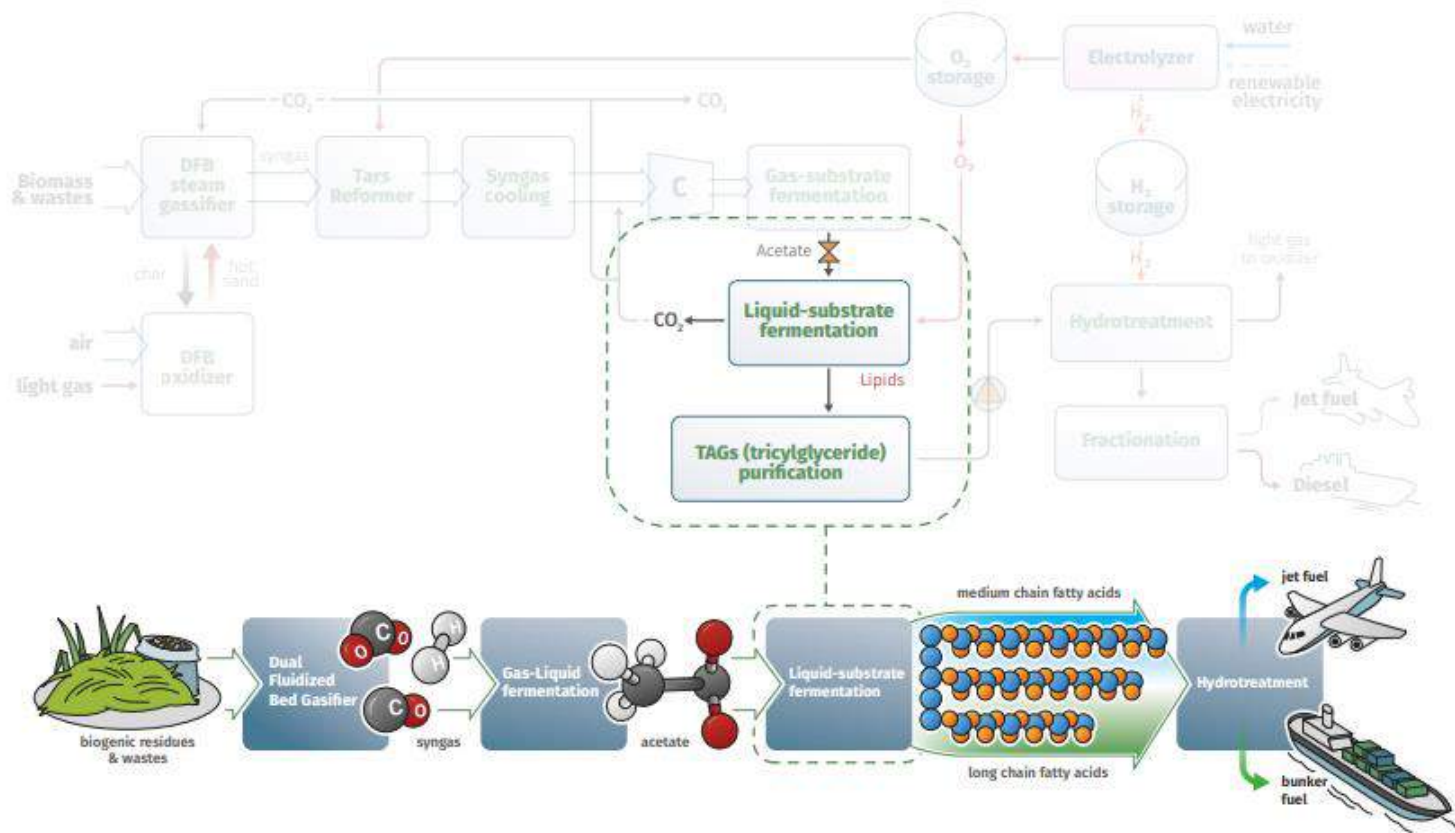 water
Electrolyzer
O₂
storage
renewable
electricity
CO₂
CO₂
H₂
DFB
steam
gassifier
syngas
Tars
Reformer
Syngas
cooling
C
Gas-substrate
fermentation
O₂
H₂
storage
Biomass
& wastes
Acetate
H₂
light gas
to oxidizer
char
hot
sand
Liquid-substrate
fermentation
CO₂
Hydrotreatment
air
light gas
DFB
oxidizer
Lipids
Jet fuel
TAGs (tricylglyceride)
purification
Fractionation
Diesel
medium chain fatty acids
jet fuel
C
O
O
H
H
Dual
Fluidized
Bed Gasifier
Gas-Liquid
fermentation
Liquid-substrate
fermentation
Hydrotreatment
C
O
biogenic residues
& wastes
syngas
acetate
long chain fatty acids
bunker
fuel